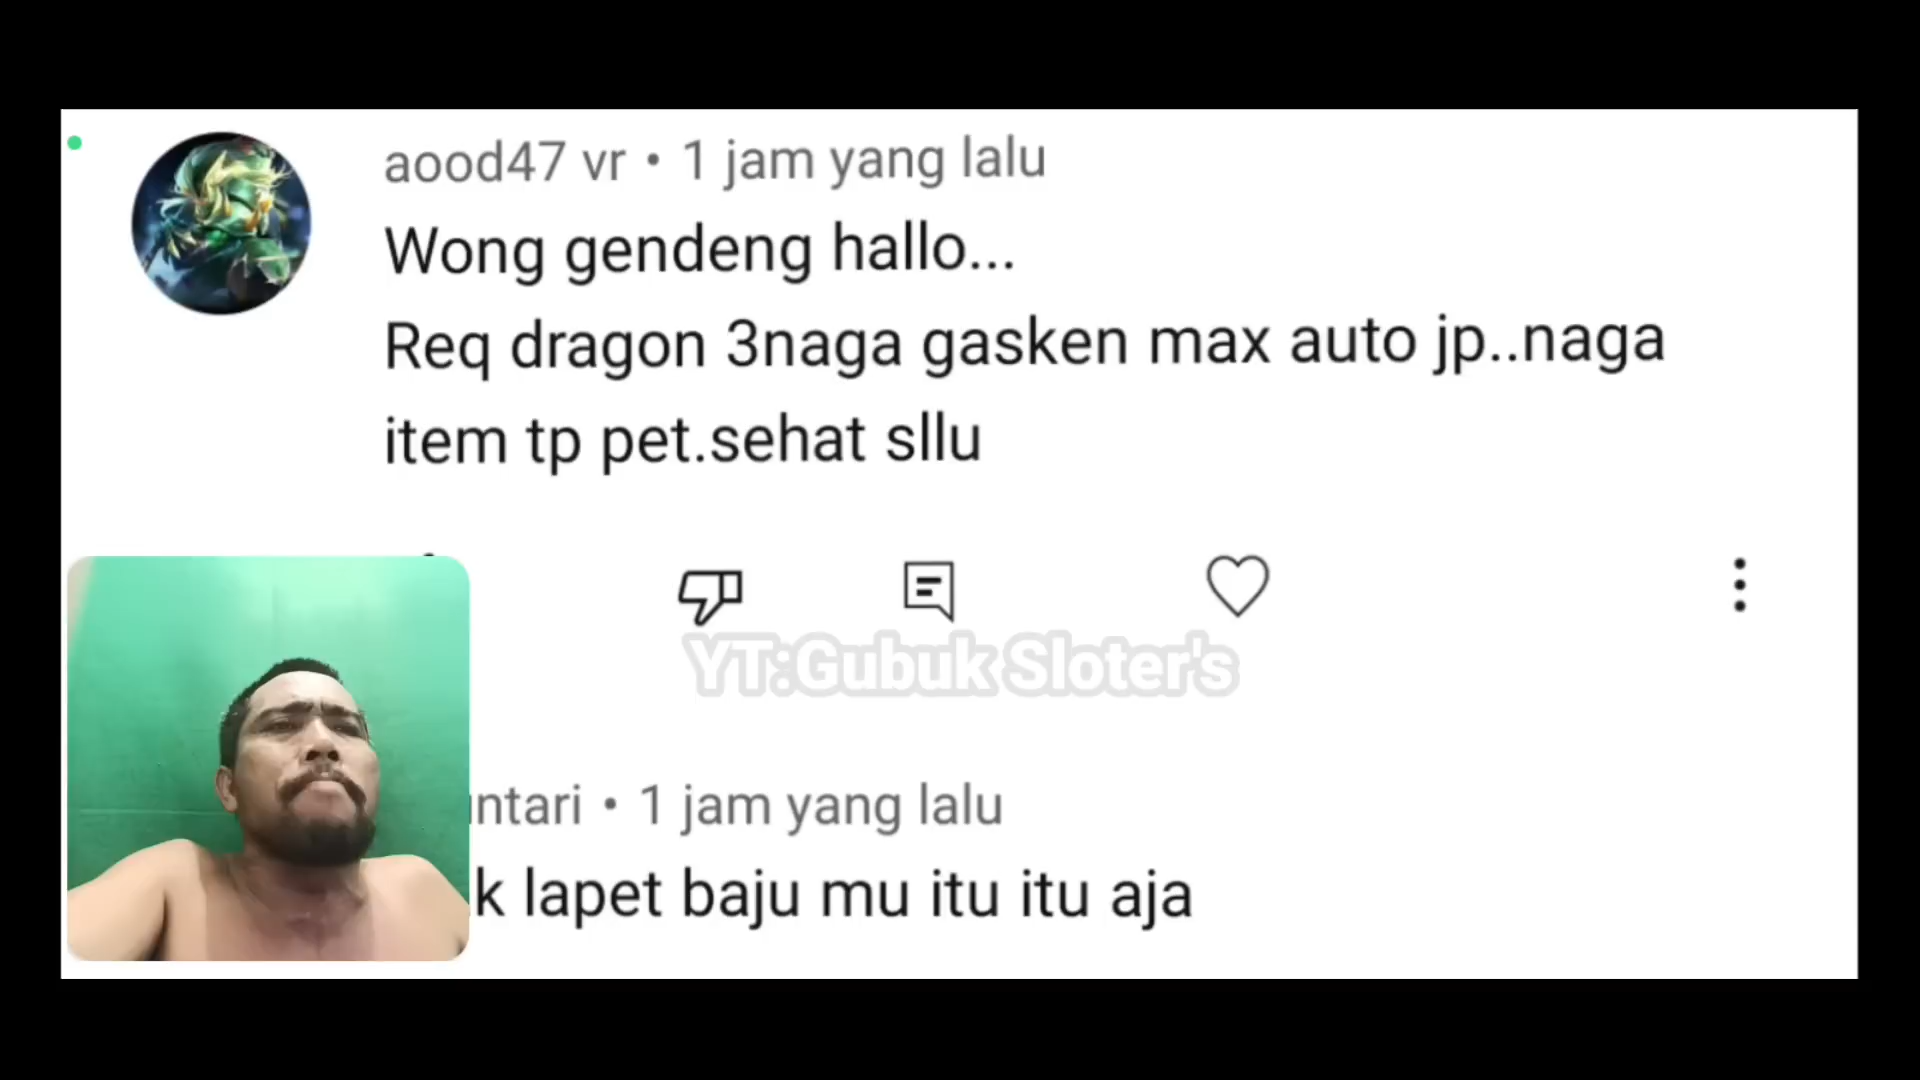 aood47 vr • 1 jam yang lalu
Wong gendeng hallo...
Req dragon 3naga gasken max auto jp..naga
item tp pet.sehat sllu
YT:Gubuk Sloter's
• 1 jam yang lalu
lapet baju mu itu itu aja